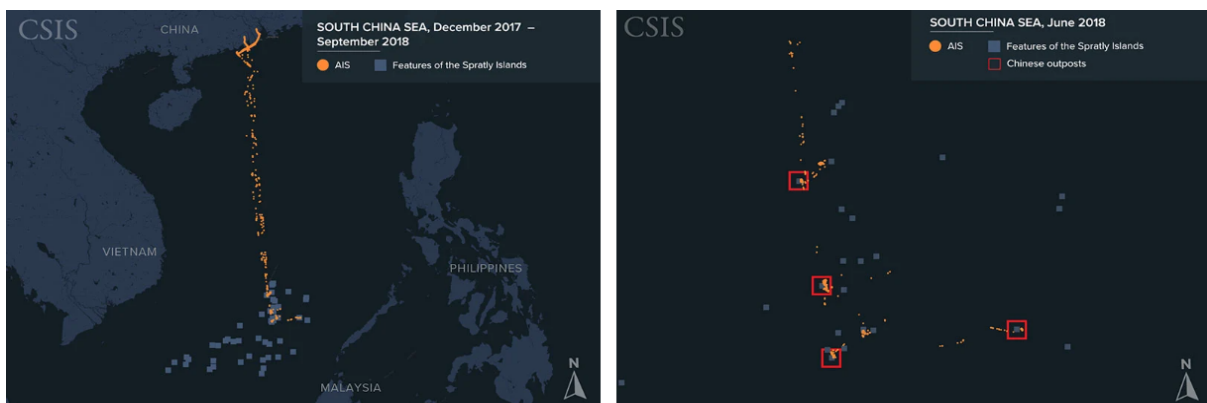 CSIS
CHINA
SOUTH CHINA SEA, December 2017 –
September 2018
AIS
Features of the Spratly Islands
VIETNAM
PHILIPPINES
MALAYSIA
N
CSIS
SOUTH CHINA SEA, June 2018
AIS
Features of the Spratly Islands
Chinese outposts
N